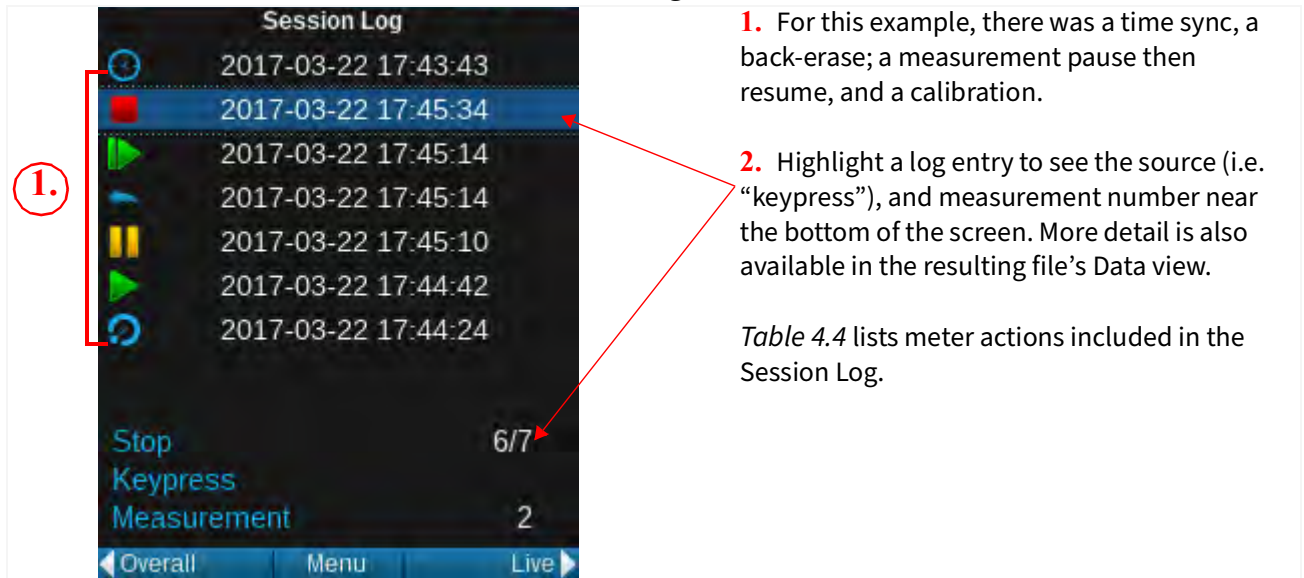 Session Log
2017-03-22 17:43:43
2017-03-22 17:45:34
2017-03-22 17:45:14
2017-03-22 17:45:14
2017-03-22 17:45:10
2017-03-22 17:44:42
2017-03-22 17:44:24
Stop 6/7
Keypress
Measurement 2
Overall Menu Live
1.
1. For this example, there was a time sync, a
back-erase; a measurement pause then
resume, and a calibration.
2. Highlight a log entry to see the source (i.e.
“keypress”), and measurement number near
the bottom of the screen. More detail is also
available in the resulting file’s Data view.
Table 4.4 lists meter actions included in the
Session Log.